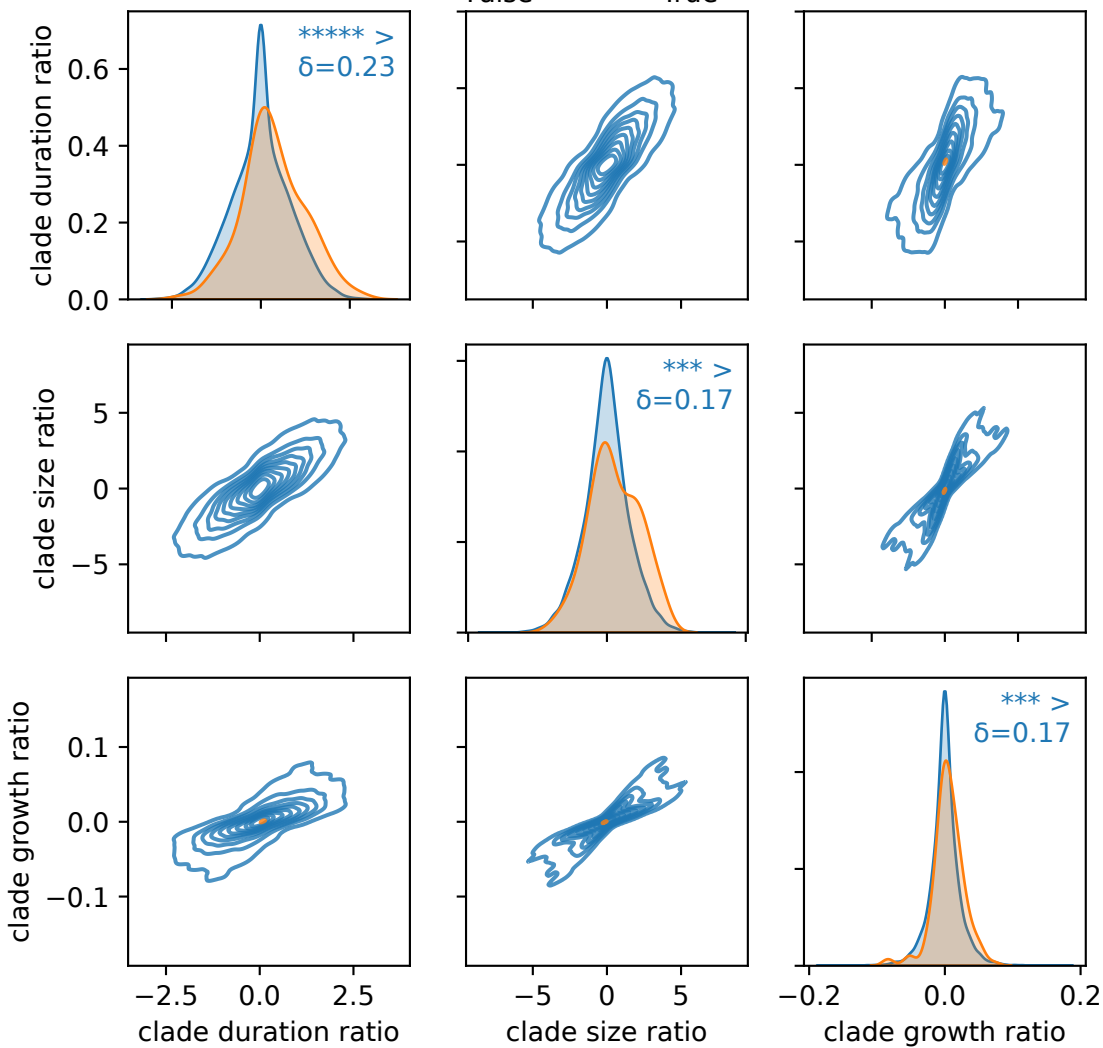 True
clade duration ratio
0.6
0.4
0.2
0.0
***** >
δ=0.23
clade size ratio
5
0
−5
*** >
δ=0.17
clade growth ratio
0.1
0.0
−0.1
*** >
δ=0.17
−2.5 0.0 2.5
−5 0 5
−0.2 0.0 0.2
clade duration ratio
clade size ratio
clade growth ratio